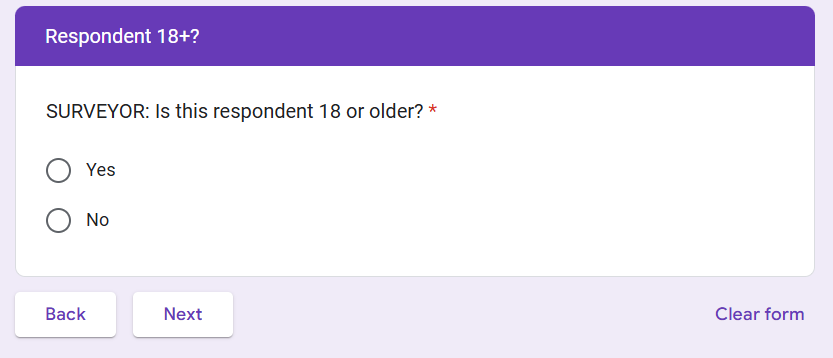 Respondent 18+?
SURVEYOR: Is this respondent 18 or older? *
Yes
No
Back Next Clear form